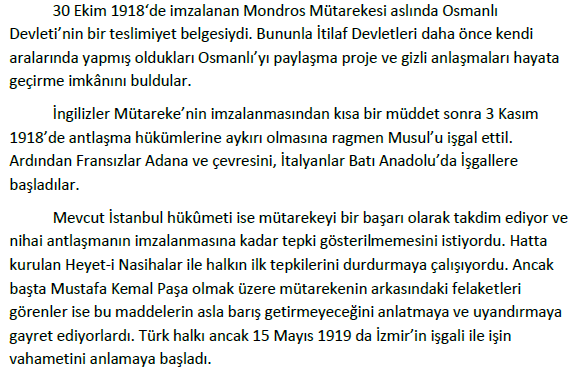 30 Ekim 1918‘de imzalanan Mondros Mütarekesi aslında Osmanlı
Devleti’nin bir teslimiyet belgesiydi. Bununla İtilaf Devletleri daha önce kendi
aralarında yapmış oldukları Osmanlı’yı paylaşma proje ve gizli anlaşmaları hayata
geçirme imkânını buldular.
İngilizler Mütareke’nin imzalanmasından kısa bir müddet sonra 3 Kasım
1918’de antlaşma hükümlerine aykırı olmasına ragmen Musul’u işgal ettil.
Ardından Fransızlar Adana ve çevresini, İtalyanlar Batı Anadolu’da İşgallere
başladılar.
Mevcut İstanbul hükûmeti ise mütarekeyi bir başarı olarak takdim ediyor ve
nihai antlaşmanın imzalanmasına kadar tepki gösterilmemesini istiyordu. Hatta
kurulan Heyet-i Nasihalar ile halkın ilk tepkilerini durdurmaya çalışıyordu. Ancak
başta Mustafa Kemal Paşa olmak üzere mütarekenin arkasındaki felaketleri
görenler ise bu maddelerin asla barış getirmeyeceğini anlatmaya ve uyandırmaya
gayret ediyorlardı. Türk halkı ancak 15 Mayıs 1919 da İzmir’in işgali ile işin
vahametini anlamaya başladı.